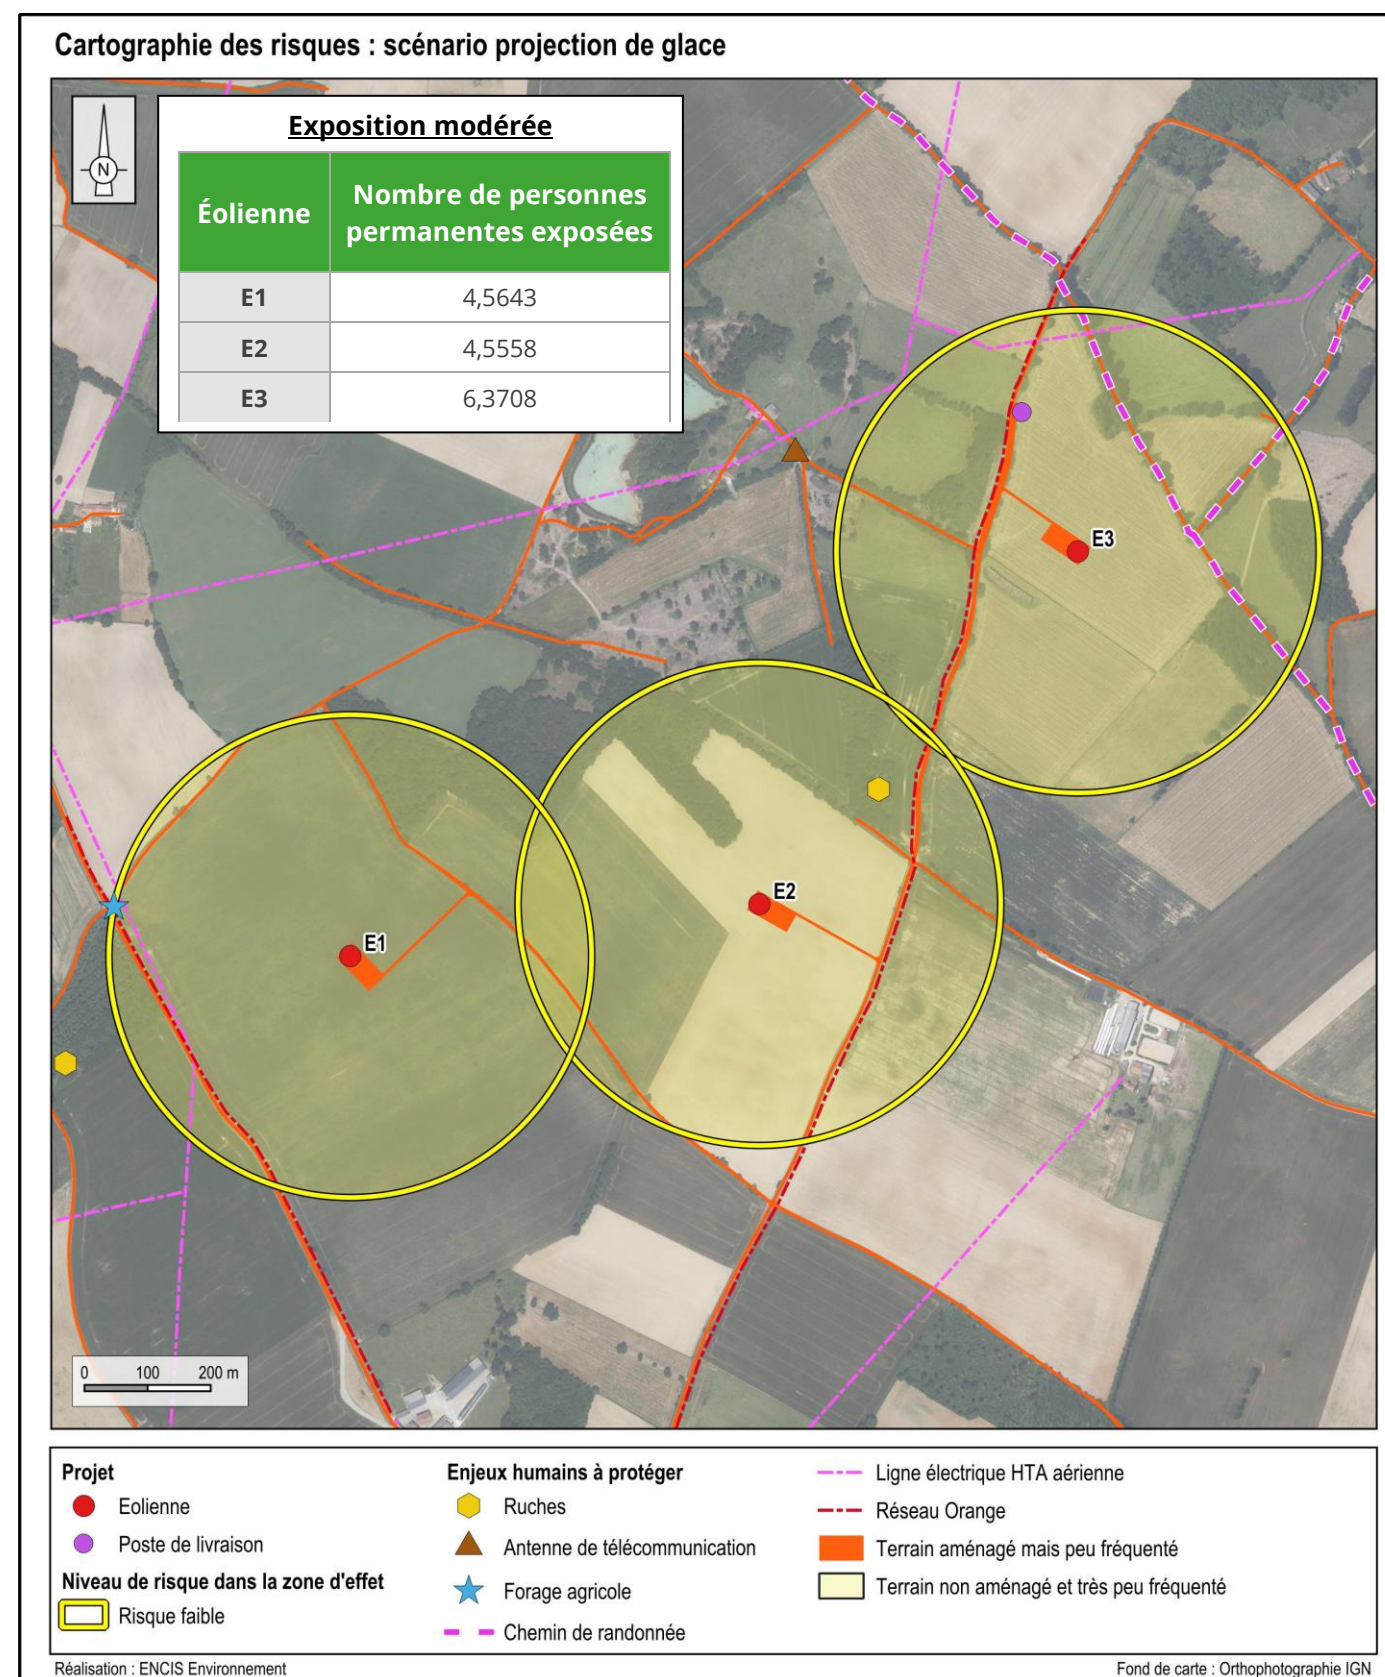 Cartographie des risques : scénario projection de glace
N
Exposition modérée
Éolienne
Nombre de personnes
permanentes exposées
E1
4,5643
E2
4,5558
E3
6,3708
E3
E2
E1
0 100 200 m
Projet
Eolienne
Poste de livraison
Niveau de risque dans la zone d'effet
Risque faible
Enjeux humains à protéger
Ruches
Antenne de télécommunication
Forage agricole
Chemin de randonnée
Ligne électrique HTA aérienne
Réseau Orange
Terrain aménagé mais peu fréquenté
Terrain non aménagé et très peu fréquenté
Réalisation : ENCIS Environnement
Fond de carte : Orthophotographie IGN